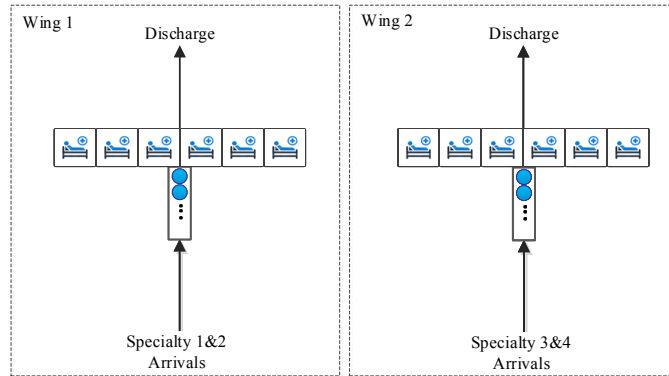 Wing 1
Discharge
Specialty 1&2
Arrivals
Wing 2
Discharge
Specialty 3&4
Arrivals